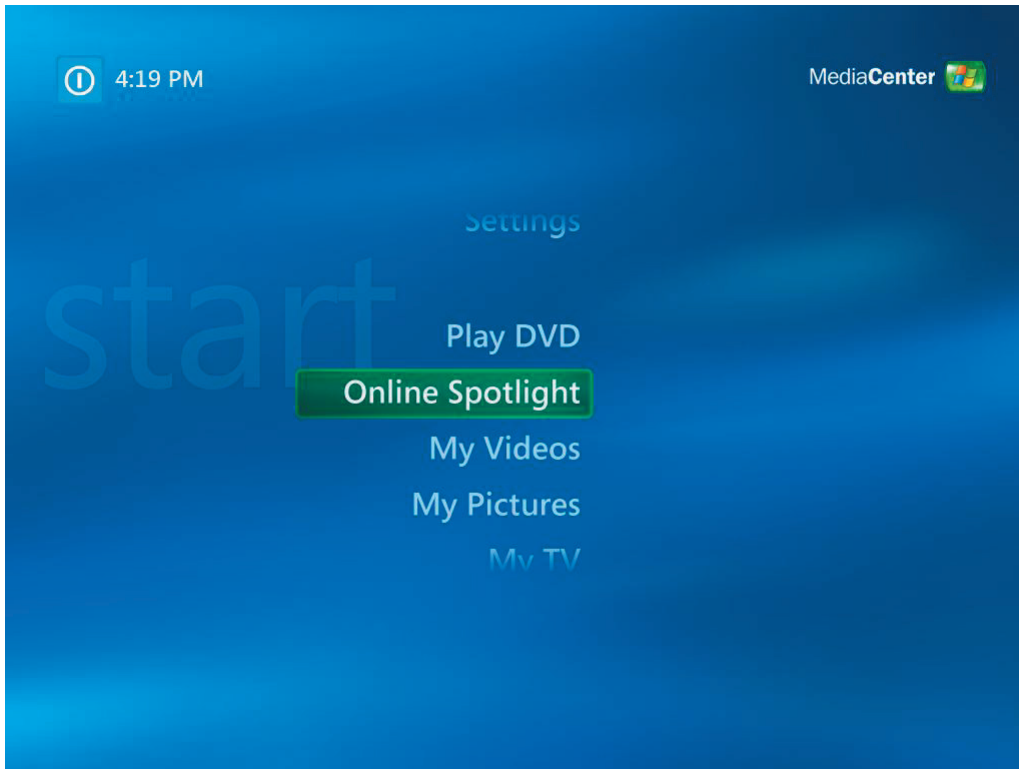 4:19 PM
MediaCenter
Settings
start
Play DVD
Online Spotlight
My Videos
My Pictures
My TV